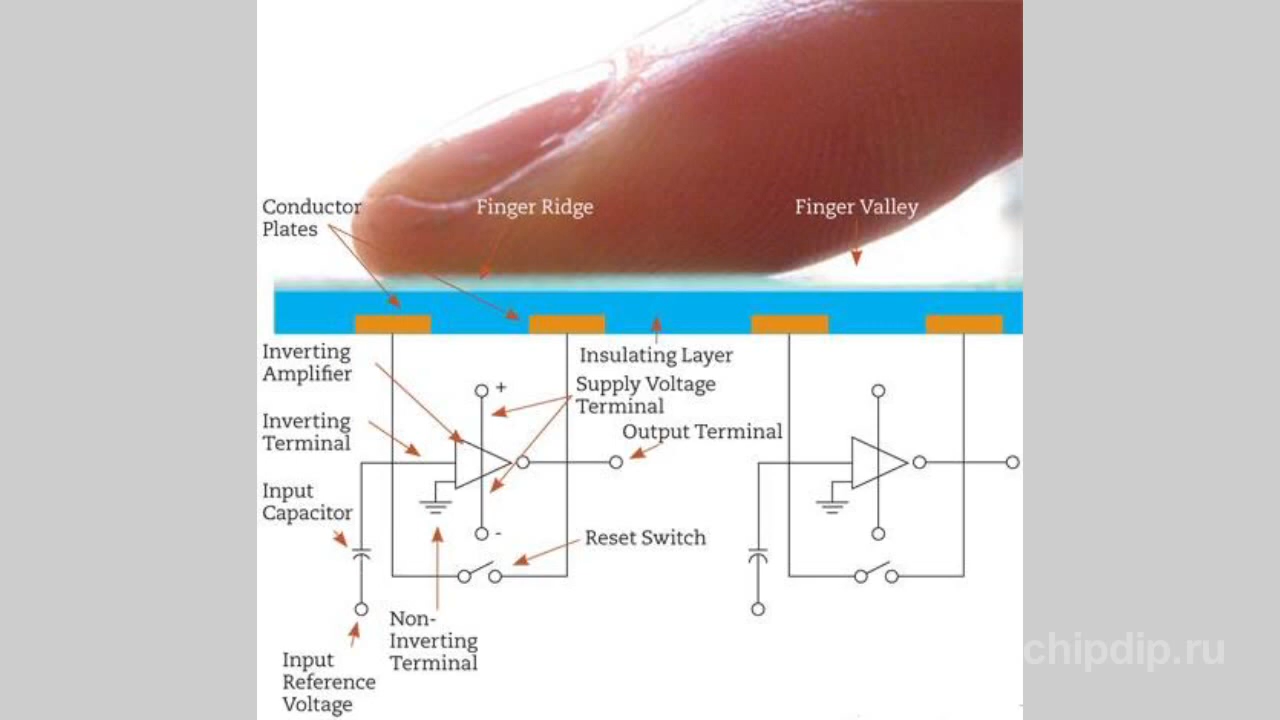 Conductor
Plates
Finger Ridge
Finger Valley
Inverting
Amplifier
Insulating Layer
Supply Voltage
Terminal
+
Inverting
Terminal
Output Terminal
Input
Capacitor
-
Reset Switch
Non-
Inverting
Terminal
Input
Reference
Voltage
chipdip.ru